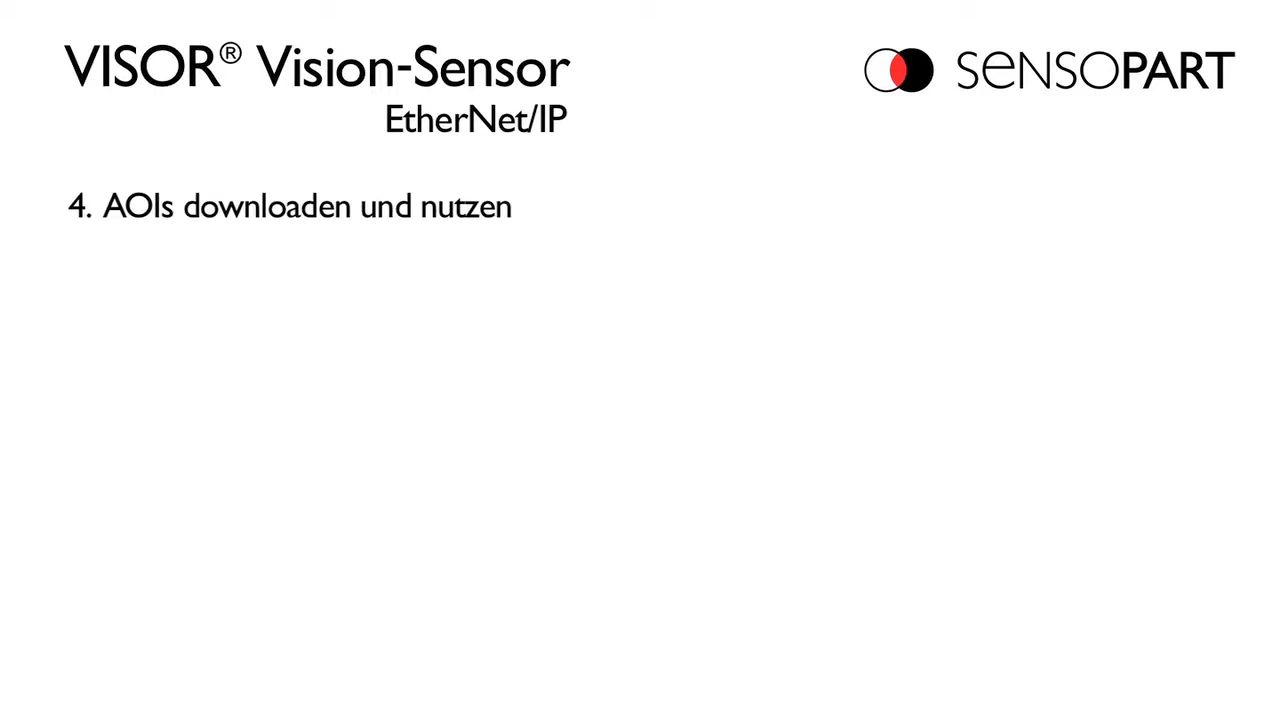 VISOR® Vision-Sensor
EtherNet/IP
SENSOPART
4. AOIs downloaden und nutzen